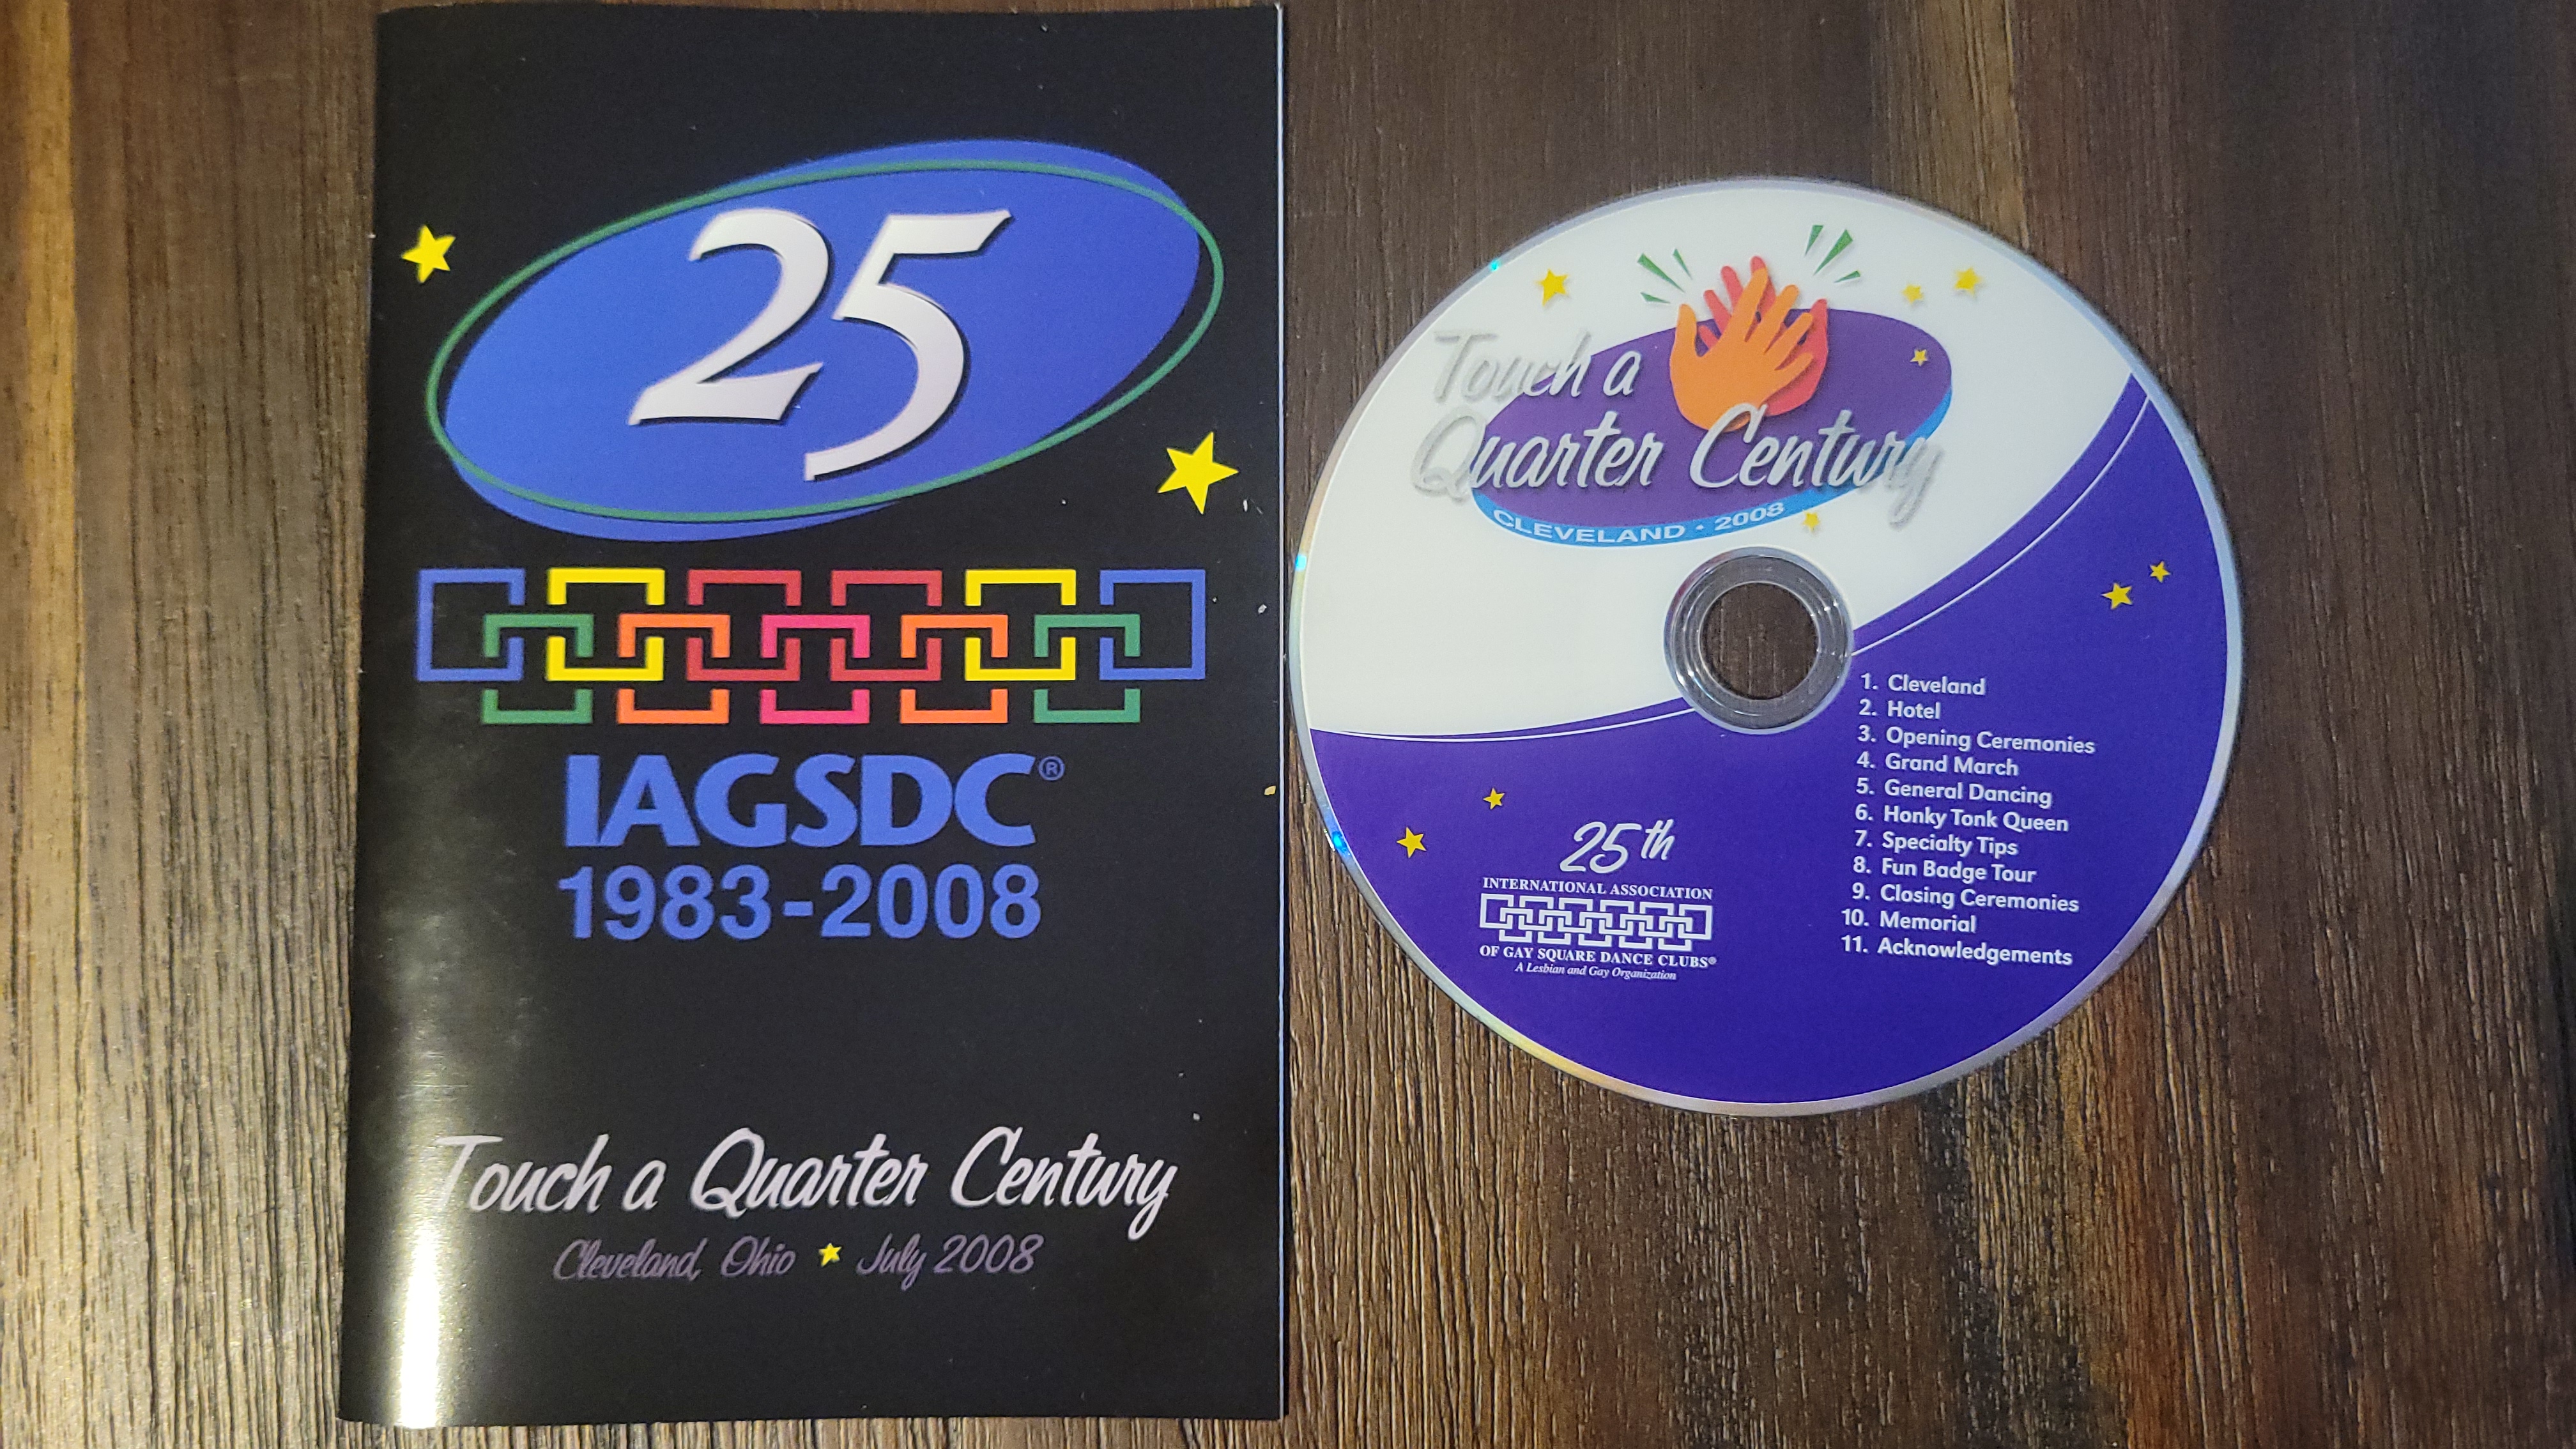 25
IAGSDC®
1983-2008
Touch a Quarter Century
Cleveland, Ohio ★ July 2008
Touch a
Quarter Century
CLEVELAND • 2008
1. Cleveland
2. Hotel
3. Opening Ceremonies
4. Grand March
5. General Dancing
6. Honky Tonk Queen
7. Specialty Tips
8. Fun Badge Tour
9. Closing Ceremonies
10. Memorial
11. Acknowledgements
25th
INTERNATIONAL ASSOCIATION
OF GAY SQUARE DANCE CLUBS®
A Lesbian and Gay Organization